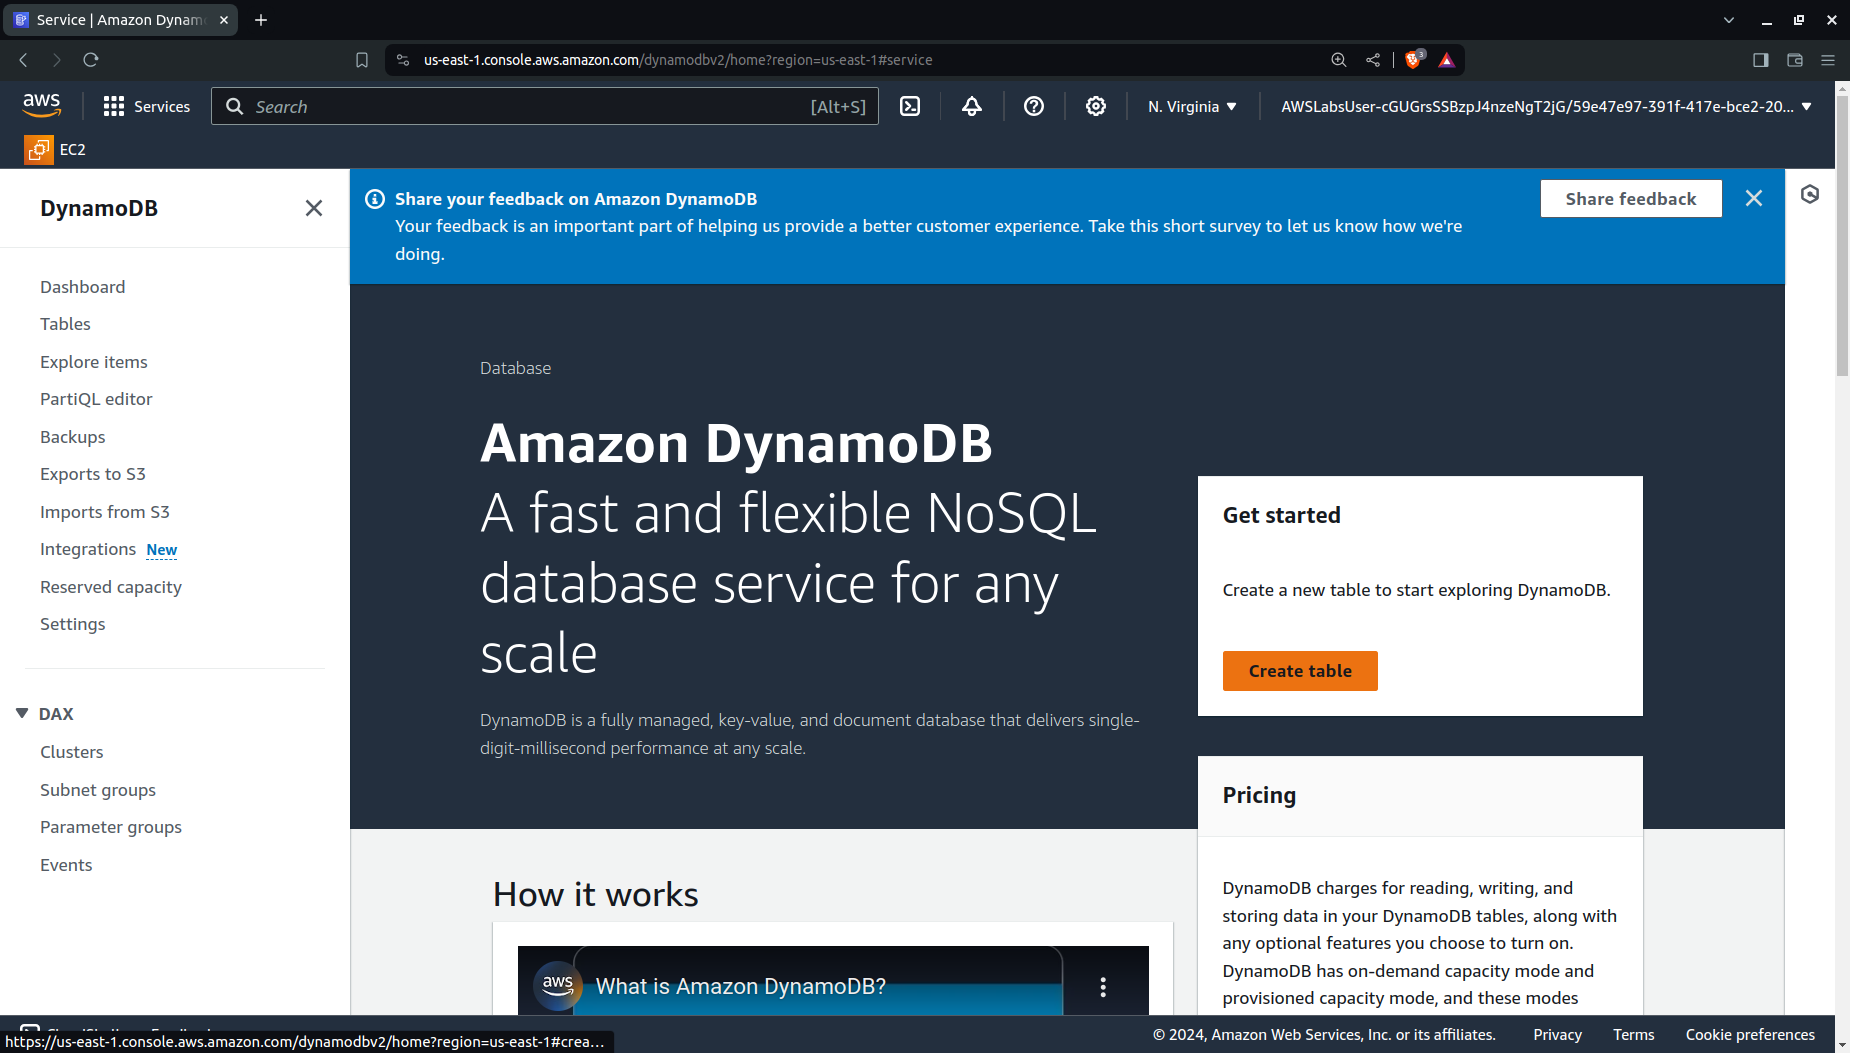 Service | Amazon Dynam
us-east-1.console.aws.amazon.com/dynamodbv2/home?region=us-east-1#service
3
aws
Services
Search
[Alt+S]
N. Virginia
AWSLabsUser-cGUGrsSSBzpJ4nzeNgT2jG/59e47e97-391f-417e-bce2-20...
EC2
DynamoDB
Dashboard
Tables
Explore items
PartiQL editor
Backups
Exports to S3
Imports from S3
Integrations New
Reserved capacity
Settings
DAX
Clusters
Subnet groups
Parameter groups
Events
Share your feedback on Amazon DynamoDB
Your feedback is an important part of helping us provide a better customer experience. Take this short survey to let us know how we're
doing.
Share feedback
Database
Amazon DynamoDB
A fast and flexible NoSQL
database service for any
scale
DynamoDB is a fully managed, key-value, and document database that delivers single-
digit-millisecond performance at any scale.
Get started
Create a new table to start exploring DynamoDB.
Create table
Pricing
DynamoDB charges for reading, writing, and
storing data in your DynamoDB tables, along with
any optional features you choose to turn on.
DynamoDB has on-demand capacity mode and
provisioned capacity mode, and these modes
How it works
aws
What is Amazon DynamoDB?
https://us-east-1.console.aws.amazon.com/dynamodbv2/home?region=us-east-1#crea...
© 2024, Amazon Web Services, Inc. or its affiliates.
Privacy
Terms
Cookie preferences